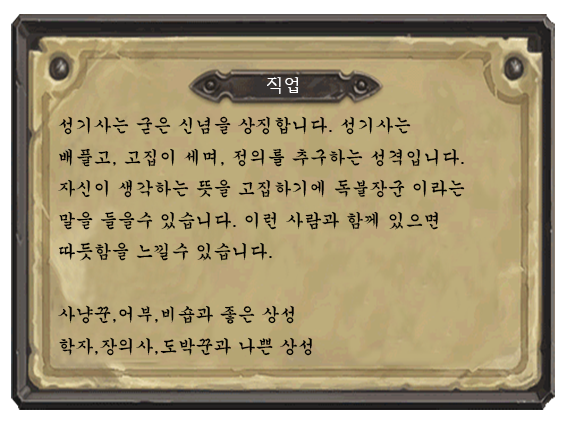 직업
성기사는 굳은 신념을 상징합니다. 성기사는
배풀고, 고집이 세며, 정의를 추구하는 성격입니다.
자신이 생각하는 뜻을 고집하기에 독불장군 이라는
말을 들을수 있습니다. 이런 사람과 함께 있으면
따듯함을 느낄수 있습니다.
사냥꾼,어부,비숍과 좋은 상성
학자,장의사,도박꾼과 나쁜 상성